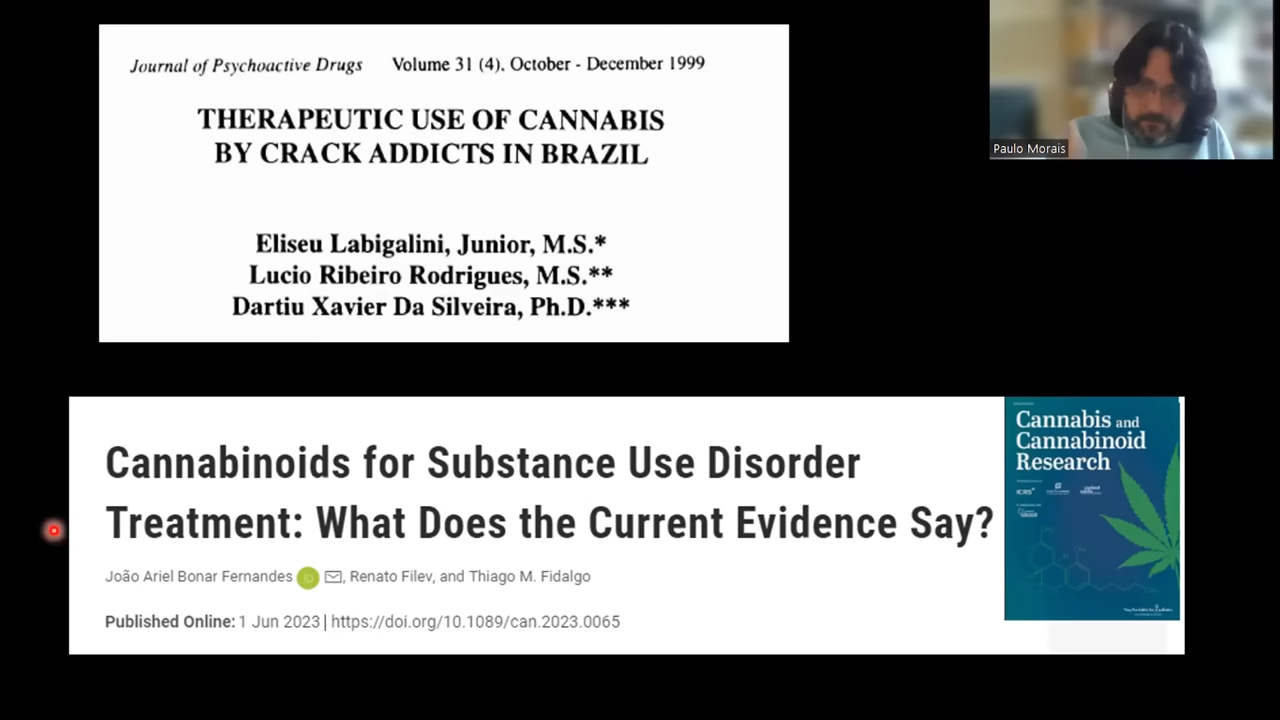 Journal of Psychoactive Drugs Volume 31 (4), October - December 1999
THERAPEUTIC USE OF CANNABIS
BY CRACK ADDICTS IN BRAZIL
Eliseu Labigalini, Junior, M.S.*
Lucio Ribeiro Rodrigues, M.S.**
Dartiu Xavier Da Silveira, Ph.D.***
Paulo Morais
Cannabinoids for Substance Use Disorder
Treatment: What Does the Current Evidence Say?
João Ariel Bonar Fernandes iD , Renato Filev, and Thiago M. Fidalgo
Published Online: 1 Jun 2023 | https://doi.org/10.1089/can.2023.0065
Cannabis and
Cannabinoid
Research
ICRS